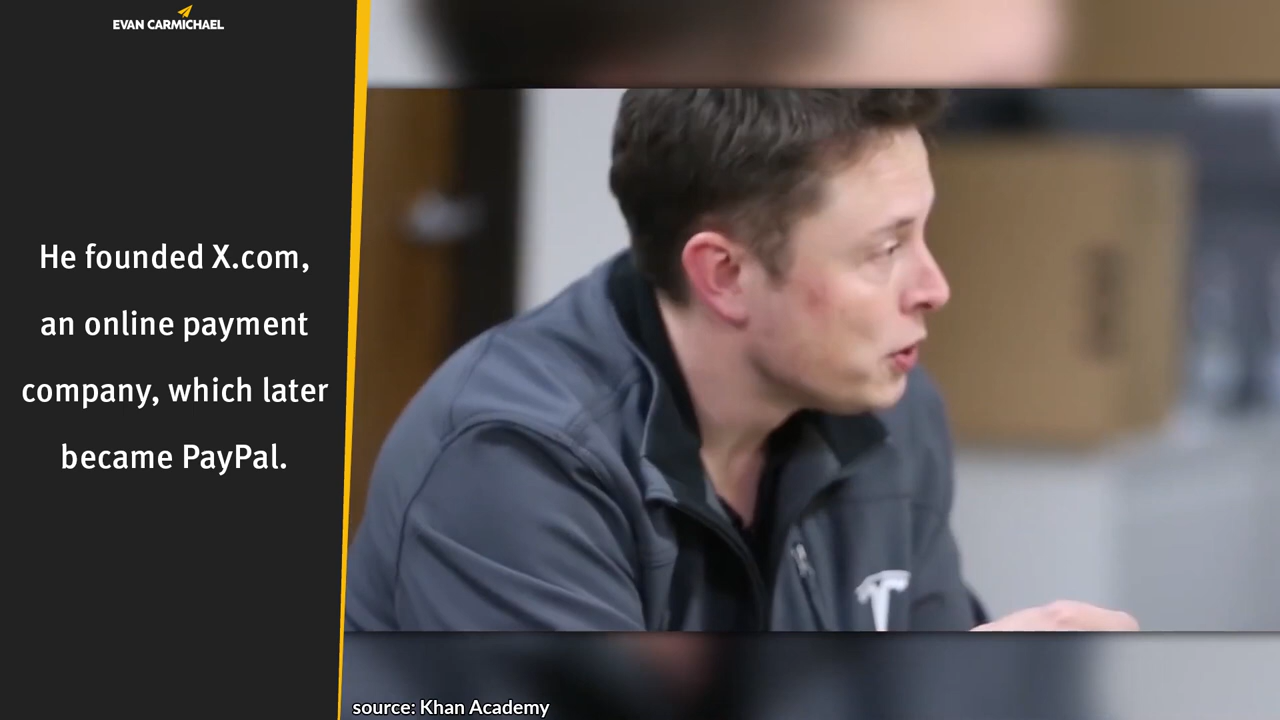 EVAN CARMICHAEL
He founded X.com,
an online payment
company, which later
became PayPal.
source: Khan Academy